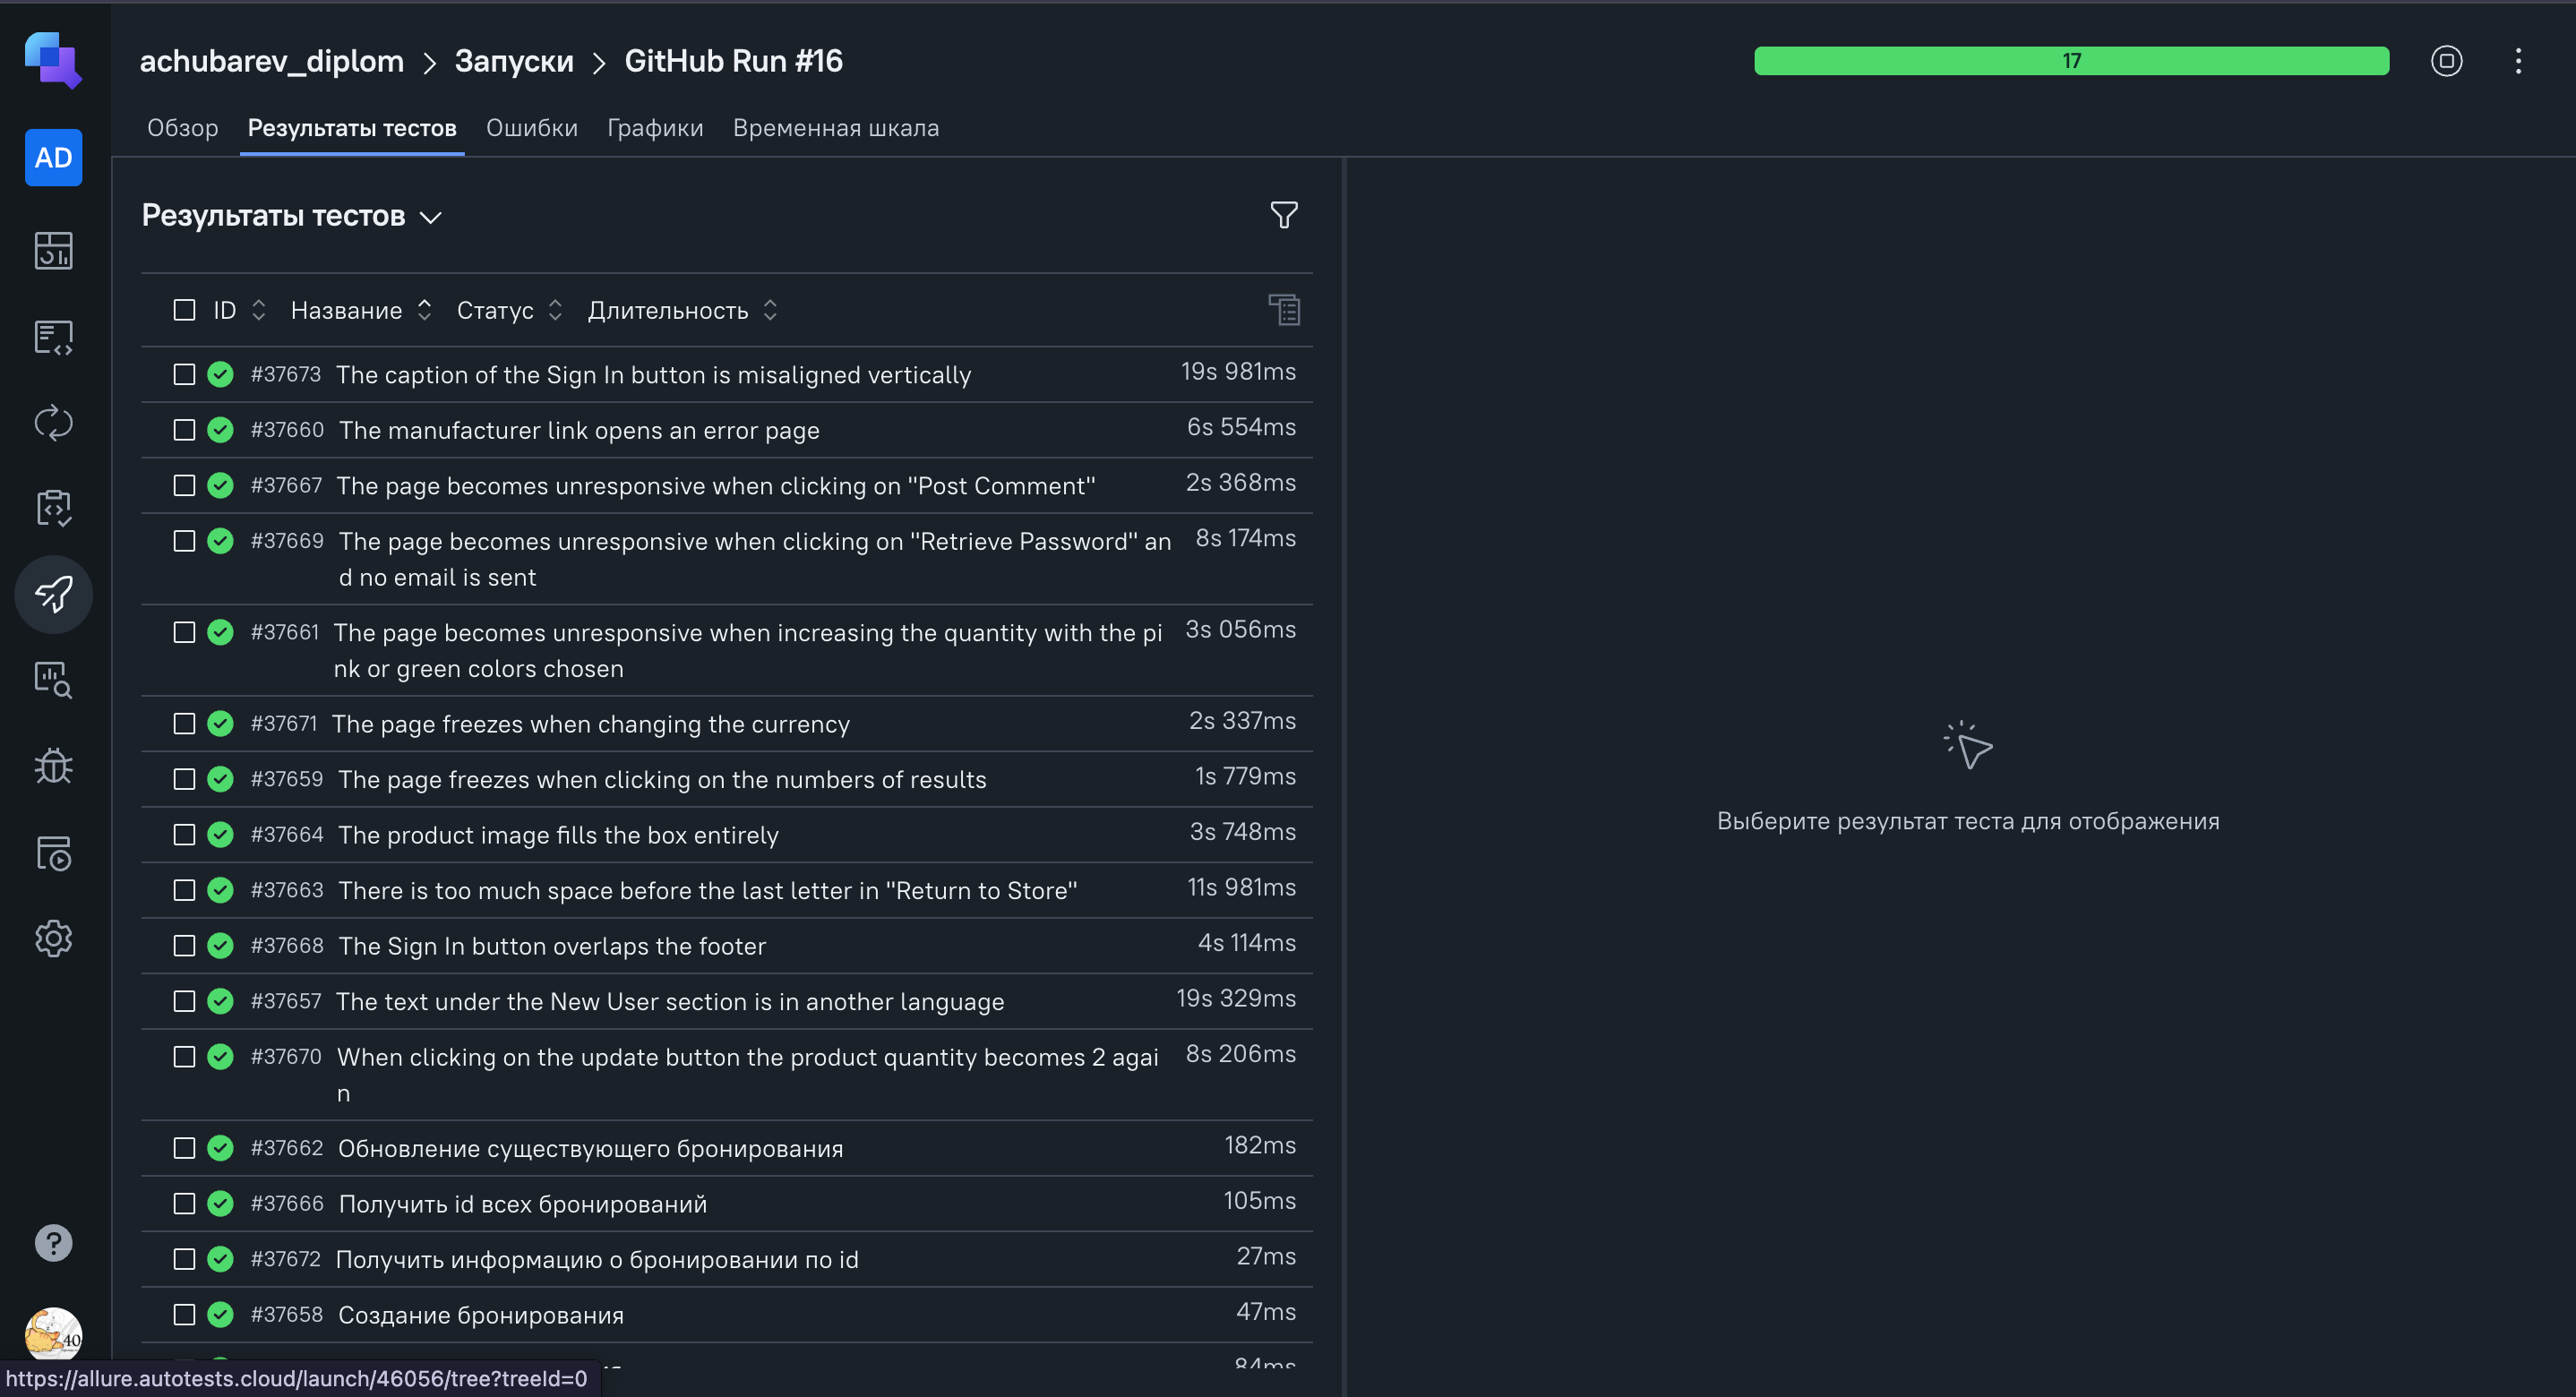 achubarev_diplom > Запуски > GitHub Run #16
17
AD
Обзор Результаты тестов Ошибки Графики Временная шкала
Результаты тестов
ID Название Статус Длительность
#37673 The caption of the Sign In button is misaligned vertically 19s 981ms
#37660 The manufacturer link opens an error page 6s 554ms
#37667 The page becomes unresponsive when clicking on "Post Comment" 2s 368ms
#37669 The page becomes unresponsive when clicking on "Retrieve Password" an 8s 174ms
d no email is sent
#37661 The page becomes unresponsive when increasing the quantity with the pi 3s 056ms
nk or green colors chosen
#37671 The page freezes when changing the currency 2s 337ms
#37659 The page freezes when clicking on the numbers of results 1s 779ms
#37664 The product image fills the box entirely 3s 748ms
#37663 There is too much space before the last letter in "Return to Store" 11s 981ms
#37668 The Sign In button overlaps the footer 4s 114ms
#37657 The text under the New User section is in another language 19s 329ms
#37670 When clicking on the update button the product quantity becomes 2 agai 8s 206ms
n
#37662 Обновление существующего бронирования 182ms
#37666 Получить id всех бронирований 105ms
#37672 Получить информацию о бронировании по id 27ms
#37658 Создание бронирования 47ms
84ms
Выберите результат теста для отображения
?
40
https://allure.autotests.cloud/launch/46056/tree?treeId=0